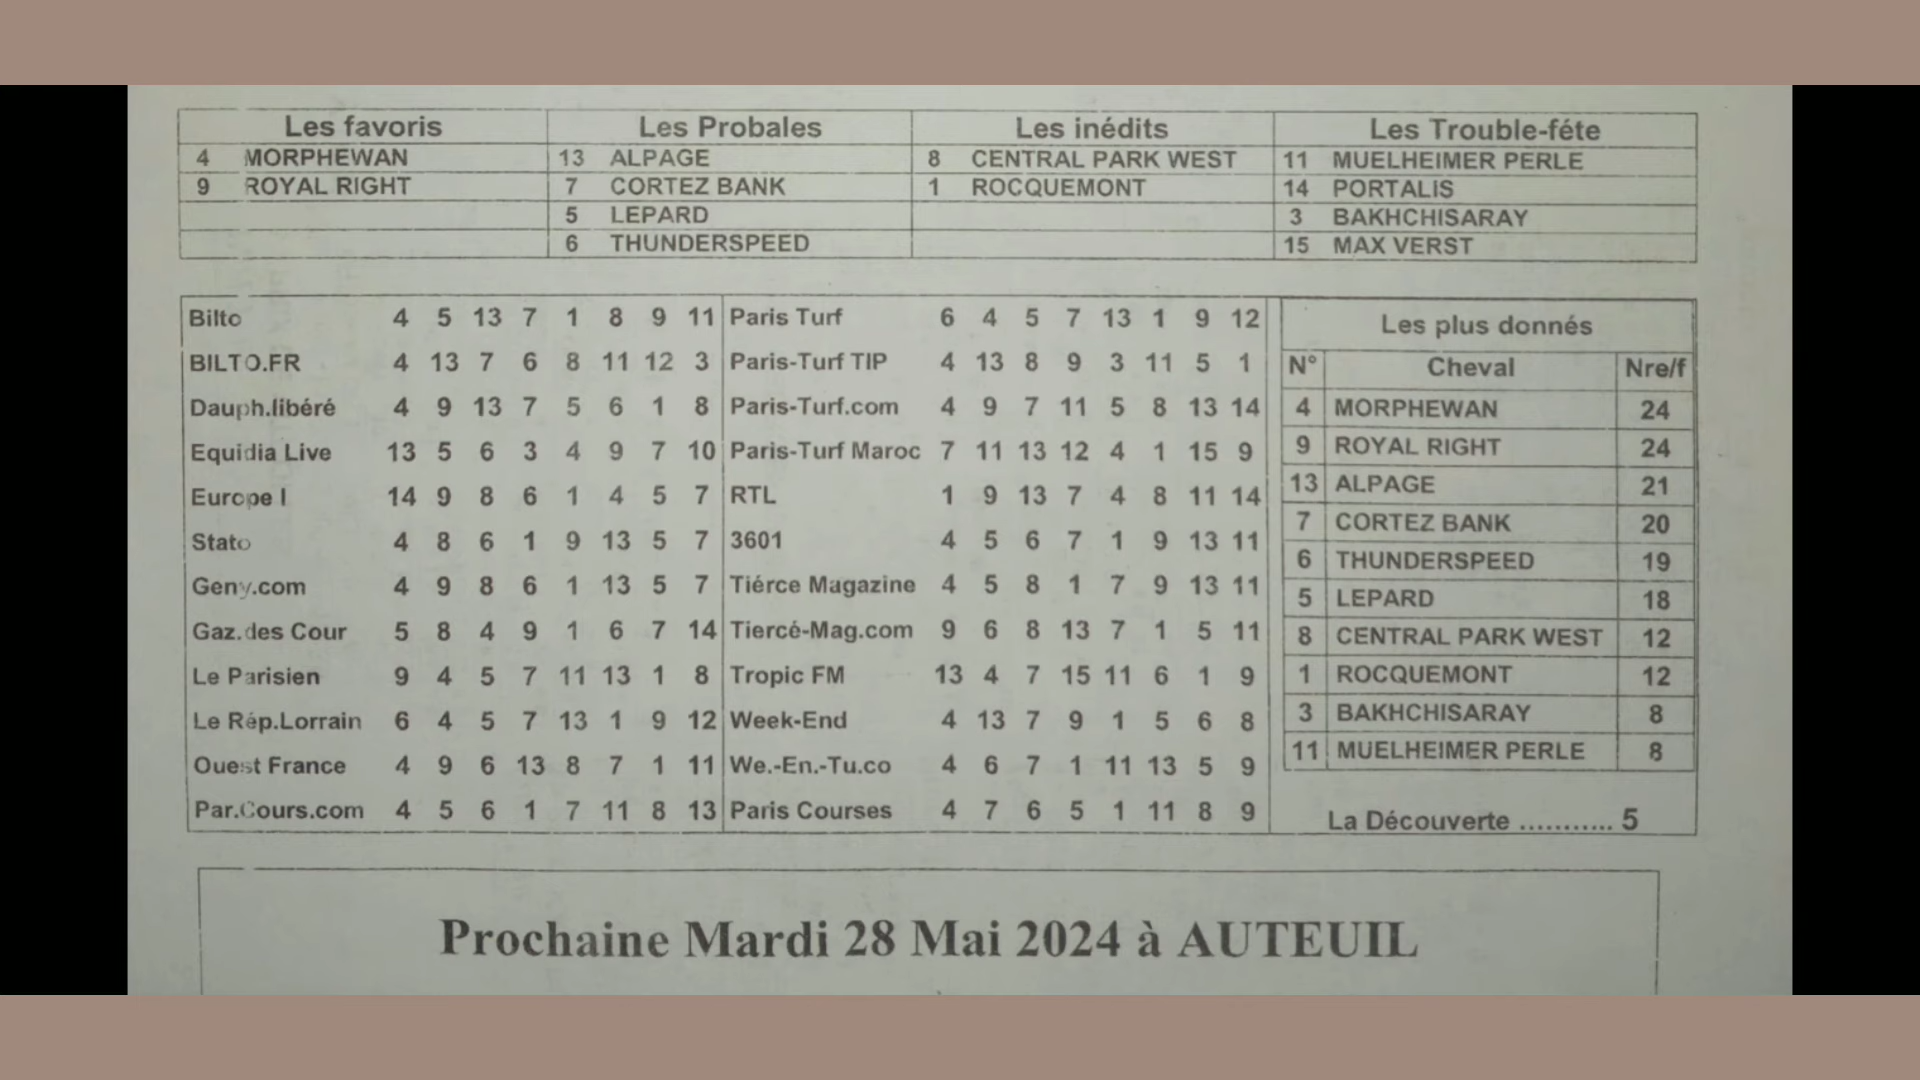 Les favoris Les Probales Les inédits Les Trouble-féte
4 MORPHEWAN 13 ALPAGE 8 CENTRAL PARK WEST 11 MUELHEIMER PERLE
9 ROYAL RIGHT 7 CORTEZ BANK 1 ROCQUEMONT 14 PORTALIS
5 LEPARD 3 BAKHCHISARAY
6 THUNDERSPEED 15 MAX VERST
Bilto 4 5 13 7 1 8 9 11
BILTO.FR 4 13 7 6 8 11 12 3
Dauph.libéré 4 9 13 7 5 6 1 8
Equidia Live 13 5 6 3 4 9 7 10
Europe I 14 9 8 6 1 4 5 7
Stato 4 8 6 1 9 13 5 7
Geny.com 4 9 8 6 1 13 5 7
Gaz.des Cour 5 8 4 9 1 6 7 14
Le Parisien 9 4 5 7 11 13 1 8
Le Rép.Lorrain 6 4 5 7 13 1 9 12
Ouest France 4 9 6 13 8 7 1 11
Par.Cours.com 4 5 6 1 7 11 8 13
Paris Turf 6 4 5 7 13 1 9 12
Paris-Turf TIP 4 13 8 9 3 11 5 1
Paris-Turf.com 4 9 7 11 5 8 13 14
Paris-Turf Maroc 7 11 13 12 4 1 15 9
RTL 1 9 13 7 4 8 11 14
3601 4 5 6 7 1 9 13 11
Tiérce Magazine 4 5 8 1 7 9 13 11
Tiercé-Mag.com 9 6 8 13 7 1 5 11
Tropic FM 13 4 7 15 11 6 1 9
Week-End 4 13 7 9 1 5 6 8
We.-En.-Tu.co 4 6 7 1 11 13 5 9
Paris Courses 4 7 6 5 1 11 8 9
Les plus donnés
N° Cheval Nre/f
4 MORPHEWAN 24
9 ROYAL RIGHT 24
13 ALPAGE 21
7 CORTEZ BANK 20
6 THUNDERSPEED 19
5 LEPARD 18
8 CENTRAL PARK WEST 12
1 ROCQUEMONT 12
3 BAKHCHISARAY 8
11 MUELHEIMER PERLE 8
La Découverte ........... 5
Prochaine Mardi 28 Mai 2024 à AUTEUIL